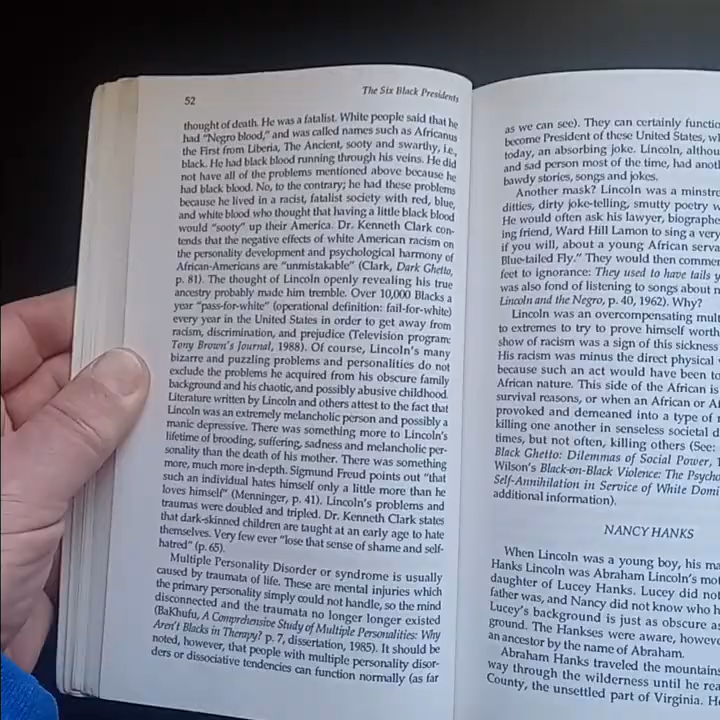 52
The Six Black Presidents
thought of death. He was a fatalist. White people said that he
had "Negro blood," and was called names such as Africanus
the First from Liberia, The Ancient, sooty and swarthy, i.e.,
black. He had black blood running through his veins. He did
not have all of the problems mentioned above because he
had black blood. No, to the contrary; he had these problems
because he lived in a racist, fatalist society with red, blue,
and white blood who thought that having a little black blood
would "sooty" up their America. Dr. Kenneth Clark con-
tends that the negative effects of white American racism on
the personality development and psychological harmony of
African-Americans are "unmistakable" (Clark, Dark Ghetto,
p. 81). The thought of Lincoln openly revealing his true
ancestry probably made him tremble. Over 10,000 Blacks a
year "pass-for-white" (operational definition: fail-for-white)
every year in the United States in order to get away from
racism, discrimination, and prejudice (Television program:
Tony Brown's Journal, 1988). Of course, Lincoln's many
bizarre and puzzling problems and personalities do not
exclude the problems he acquired from his obscure family
background and his chaotic, and possibly abusive childhood.
Literature written by Lincoln and others attest to the fact that
Lincoln was an extremely melancholic person and possibly a
manic depressive. There was something more to Lincoln's
lifetime of brooding, suffering, sadness and melancholic per-
sonality than the death of his mother. There was something
more, much more in-depth. Sigmund Freud points out "that
such an individual hates himself only a little more than he
loves himself" (Menninger, p. 41). Lincoln's problems and
traumas were doubled and tripled. Dr. Kenneth Clark states
that dark-skinned children are taught at an early age to hate
themselves. Very few ever "lose that sense of shame and self-
hatred" (p. 65).
Multiple Personality Disorder or syndrome is usually
caused by traumata of life. These are mental injuries which
the primary personality simply could not handle, so the mind
disconnected and the traumata no longer longer existed
(BaKhufu, A Comprehensive Study of Multiple Personalities: Why
Aren't Blacks in Therapy? p. 7, dissertation, 1985). It should be
noted, however, that people with multiple personality disor-
ders or dissociative tendencies can function normally (as far
as we can see). They can certainly functio
become President of these United States, w
today, an absorbing joke. Lincoln, althou
and sad person most of the time, had anot
bawdy stories, songs and jokes.
Another mask? Lincoln was a minstre
ditties, dirty joke-telling, smutty poetry w
He would often ask his lawyer, biographe
ing friend, Ward Hill Lamon to sing a very
if you will, about a young African serva
Blue-tailed Fly." They would then commen
feet to ignorance: They used to have tails y
was also fond of listening to songs about n
Lincoln and the Negro, p. 40, 1962). Why?
Lincoln was an overcompensating mult
to extremes to try to prove himself worth
show of racism was a sign of this sickness
His racism was minus the direct physical
because such an act would have been to
African nature. This side of the African is
survival reasons, or when an African or Af
provoked and demeaned into a type of
killing one another in senseless societal d
times, but not often, killing others (See:
Black Ghetto: Dilemmas of Social Power,
Wilson's Black-on-Black Violence: The Psycho
Self-Annihilation in Service of White Domi
additional information).
NANCY HANKS
When Lincoln was a young boy, his ma
Hanks Lincoln was Abraham Lincoln's mot
daughter of Lucey Hanks. Lucey did not
father was, and Nancy did not know who h
Lucey's background is just as obscure as
ground. The Hankses were aware, howev
an ancestor by the name of Abraham.
Abraham Hanks traveled the mountains
way through the wilderness until he rea
County, the unsettled part of Virginia. H